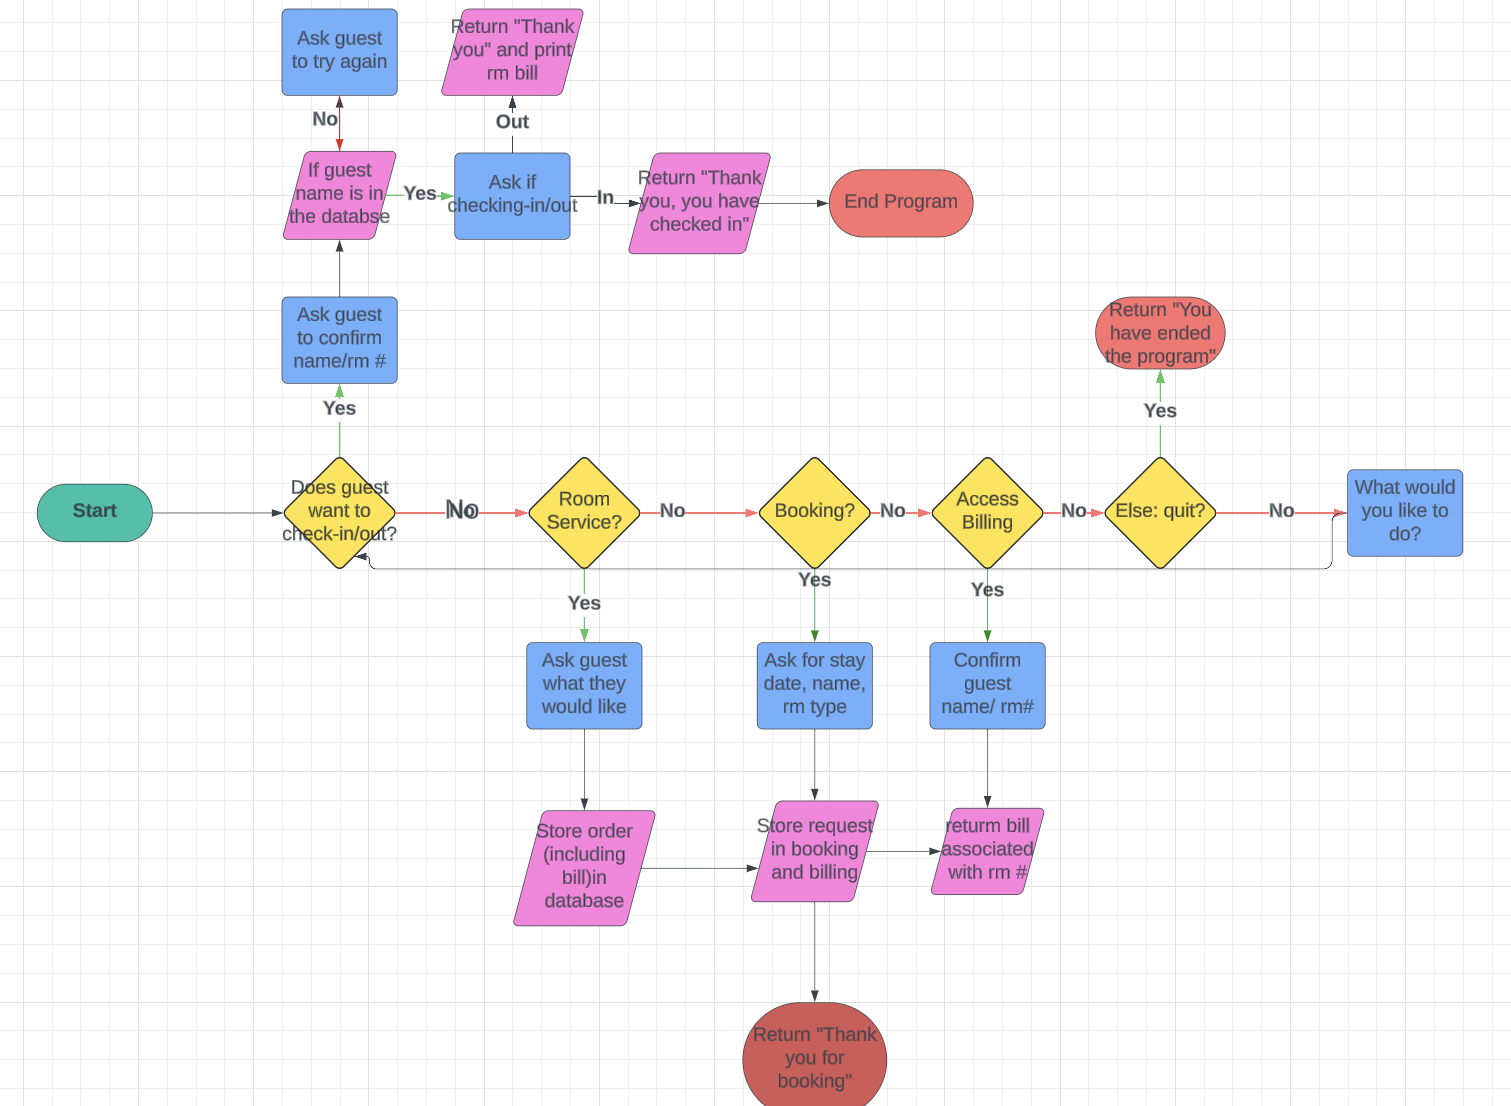 Ask guest
to try again
Return "Thank
you" and print
rm bill
No
Out
If guest
name is in
the databse
Yes
Ask if
checking-in/out
In
Return "Thank
you, you have
checked in"
End Program
Ask guest
to confirm
name/rm #
Return "You
have ended
the program"
Yes
Yes
Start
Does guest
want to
check-in/out?
No
No
Room
Service?
No
Booking?
No
Access
Billing
No
Else: quit?
No
What would
you like to
do?
Yes
Yes
Yes
Ask guest
what they
would like
Ask for stay
date, name,
rm type
Confirm
guest
name/ rm#
Store order
(including
bill)in
database
Store request
in booking
and billing
returm bill
associated
with rm #
Return "Thank
you for
booking"